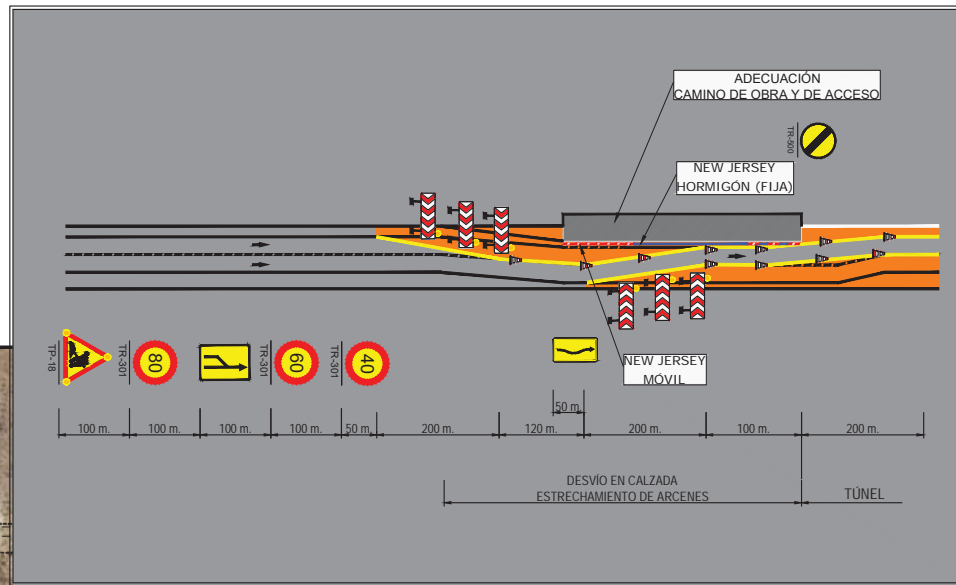 ADECUACIÓN
CAMINO DE OBRA Y DE ACCESO
TR-500
NEW JERSEY
HORMIGÓN (FIJA)
TP-18
TR-301
80
TR-301
60
TR-301
40
NEW JERSEY
MÓVIL
50 m.
100 m.
100 m.
100 m.
100 m.
50 m.
200 m.
120 m.
200 m.
100 m.
200 m.
DESVÍO EN CALZADA
ESTRECHAMIENTO DE ARCENES
TÚNEL